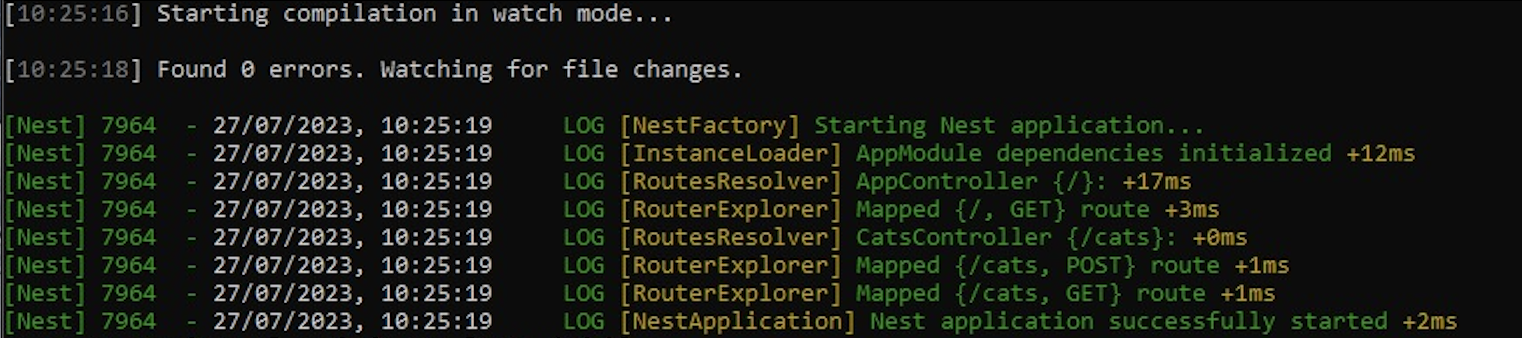 [10:25:16] Starting compilation in watch mode...
[10:25:18] Found 0 errors. Watching for file changes.
[Nest] 7964  - 27/07/2023, 10:25:19     LOG [NestFactory] Starting Nest application...
[Nest] 7964  - 27/07/2023, 10:25:19     LOG [InstanceLoader] AppModule dependencies initialized +12ms
[Nest] 7964  - 27/07/2023, 10:25:19     LOG [RoutesResolver] AppController {/}: +17ms
[Nest] 7964  - 27/07/2023, 10:25:19     LOG [RouterExplorer] Mapped {/, GET} route +3ms
[Nest] 7964  - 27/07/2023, 10:25:19     LOG [RoutesResolver] CatsController {/cats}: +0ms
[Nest] 7964  - 27/07/2023, 10:25:19     LOG [RouterExplorer] Mapped {/cats, POST} route +1ms
[Nest] 7964  - 27/07/2023, 10:25:19     LOG [RouterExplorer] Mapped {/cats, GET} route +1ms
[Nest] 7964  - 27/07/2023, 10:25:19     LOG [NestApplication] Nest application successfully started +2ms